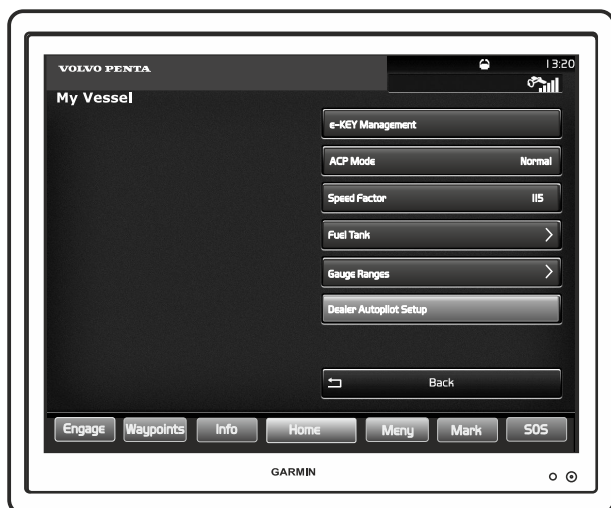 VOLVO PENTA
13:20
My Vessel
e-KEY Management
ACP Mode Normal
Speed Factor 115
Fuel Tank
Gauge Ranges
Dealer Autopilot Setup
Back
Engage Waypoints Info Home Meny Mark SOS
GARMIN